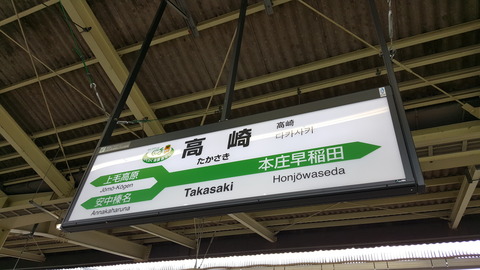 高崎
たかさき
Takasaki
高崎
다카사키
上毛高原
Jōmō-Kōgen
安中榛名
Annakaharuna
本庄早稲田
Honjōwaseda